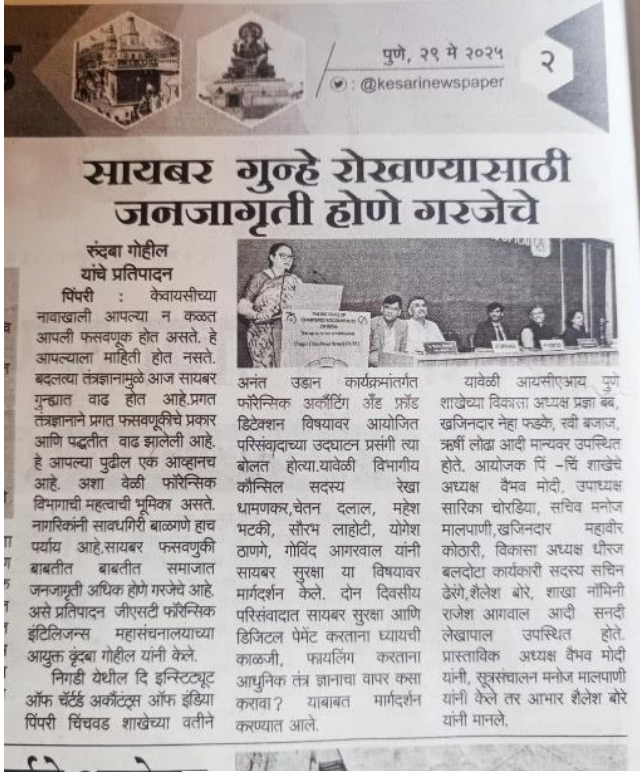 पुणे, २९ मे २०२५
: @kesarinewspaper
२
सायबर गुन्हे रोखण्यासाठी
जनजागृती होणे गरजेचे
रुंदबा गोहील
यांचे प्रतिपादन
पिंपरी : केवायसीच्या
नावाखाली आपल्या न कळत
आपली फसवणूक होत असते. हे
आपल्याला माहिती होत नसते.
बदलत्या तंत्रज्ञानामुळे आज सायबर
गुन्ह्यात वाढ होत आहे.प्रगत
तंत्रज्ञानाने प्रगत फसवणूकीचे प्रकार
आणि पद्धतीत वाढ झालेली आहे.
हे आपल्या पुढील एक आव्हानच
आहे. अशा वेळी फॉरेन्सिक
विभागाची महत्वाची भूमिका असते.
नागरिकांनी सावधगिरी बाळगणे हाच
पर्याय आहे.सायबर फसवणुकी
बाबतीत बाबतीत समाजात
जनजागृती अधिक होणे गरजेचे आहे.
असे प्रतिपादन जीएसटी फॉरेन्सिक
इंटिलिजन्स महासंचनालयाच्या
आयुक्त वृंदबा गोहील यांनी केले.
निगडी येथील दि इन्स्टिट्यूट
ऑफ चॅर्टर्ड अकौंटंट्स ऑफ इंडिया
पिंपरी चिंचवड शाखेच्या वतीने
THE INSTITUTE OF
CHARTERED ACCOUNTANTS
OF INDIA
अनंत उडान कार्यक्रमांतर्गत
फॉरेन्सिक अकौंटिंग अँड फ्रॉड
डिटेक्शन विषयावर आयोजित
परिसंवादाच्या उदघाटन प्रसंगी त्या
बोलत होत्या.यावेळी विभागीय
कौन्सिल सदस्य रेखा
धामणकर,चेतन दलाल, महेश
भटकी, सौरभ लाहोटी, योगेश
ठाणगे, गोविंद आगरवाल यांनी
सायबर सुरक्षा या विषयावर
मार्गदर्शन केले. दोन दिवसीय
परिसंवादात सायबर सुरक्षा आणि
डिजिटल पेमेंट करताना घ्यायची
काळजी, फायलिंग करताना
आधुनिक तंत्र ज्ञानाचा वापर कसा
करावा? याबाबत मार्गदर्शन
करण्यात आले.
यावेळी आयसीएआय पुणे
शाखेच्या विकासा अध्यक्ष प्रज्ञा बंब,
खजिनदार नेहा फडके, रवी बजाज,
ऋषी लोढा आदी मान्यवर उपस्थित
होते. आयोजक पिं -चिं शाखेचे
अध्यक्ष वैभव मोदी, उपाध्यक्ष
सारिका चोरडिया, सचिव मनोज
मालपाणी,खजिनदार महावीर
कोठारी, विकासा अध्यक्ष धीरज
बलदोटा कार्यकारी सदस्य सचिन
ढेरंगे,शैलेश बोरे, शाखा नॉमिनी
राजेश आगवाल आदी सनदी
लेखापाल उपस्थित होते.
प्रास्ताविक अध्यक्ष वैभव मोदी
यांनी, सूत्रसंचालन मनोज मालपाणी
यांनी केले तर आभार शैलेश बोरे
यांनी मानले.